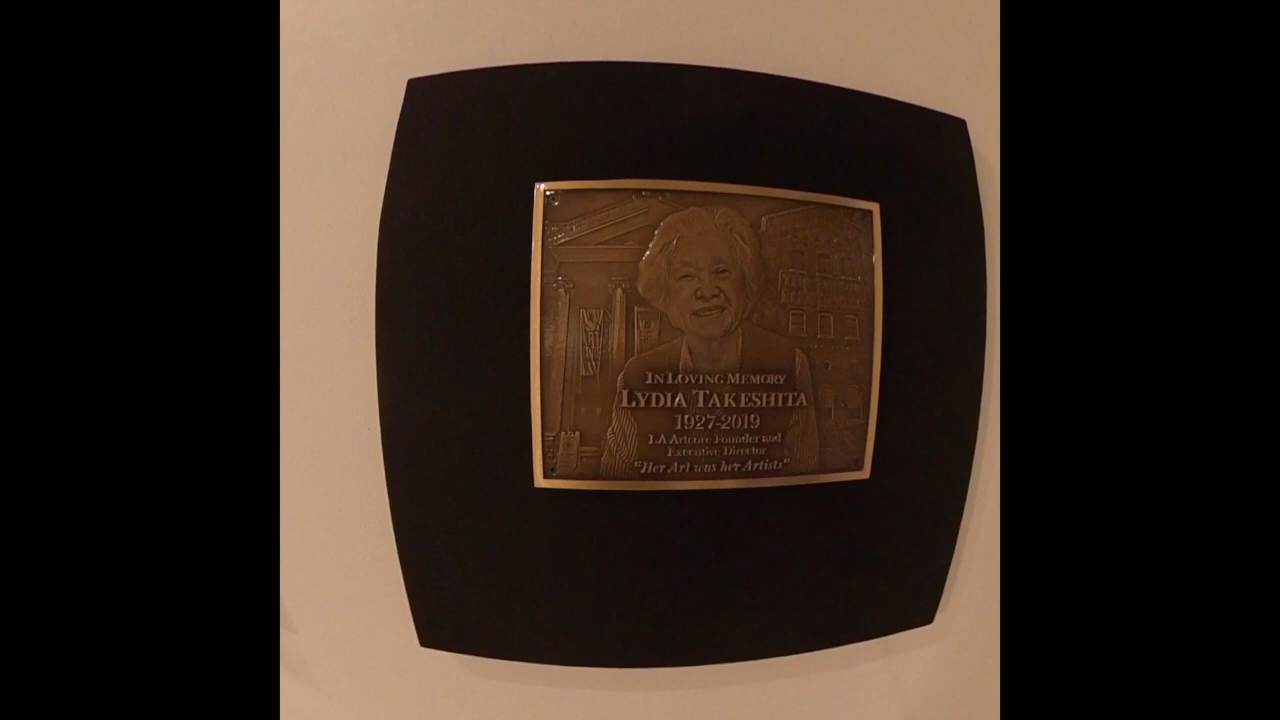 IN LOVING MEMORY
LYDIA TAKESHITA
1927-2019
LA Artcore Founder and
Executive Director
"Her Art was her Artists"